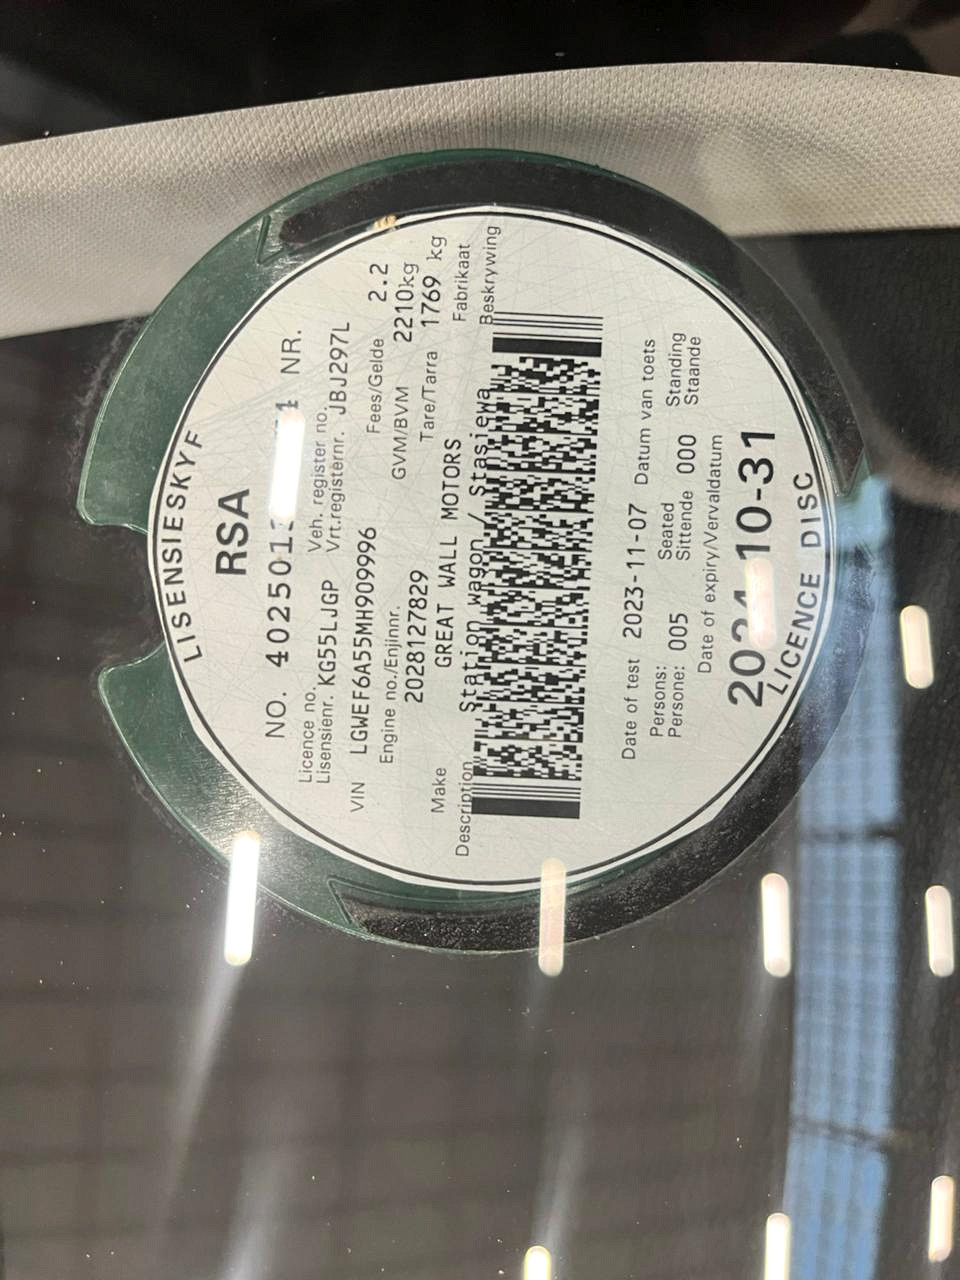 LISENSIESKYF
RSA
NO. NR.
Licence no. Veh. register no.
Lisensienr. KG55LJGP Vrt.registernr. JBJ297L
VIN LGWEF6A55MH909996 Fees/Gelde 2.2
Engine no./Enjinnr. GVM/BVM 2210kg
2028127829 Tare/Tarra 1769 kg
Make GREAT WALL MOTORS Fabrikaat
Description Station wagon / Stasiewa Beskrywing
Date of test 2023-11-07 Datum van toets
Persons: Seated Standing
Persone: 005 Sittende 000 Staande
Date of expiry/Vervaldatum
2024-10-31
LICENCE DISC